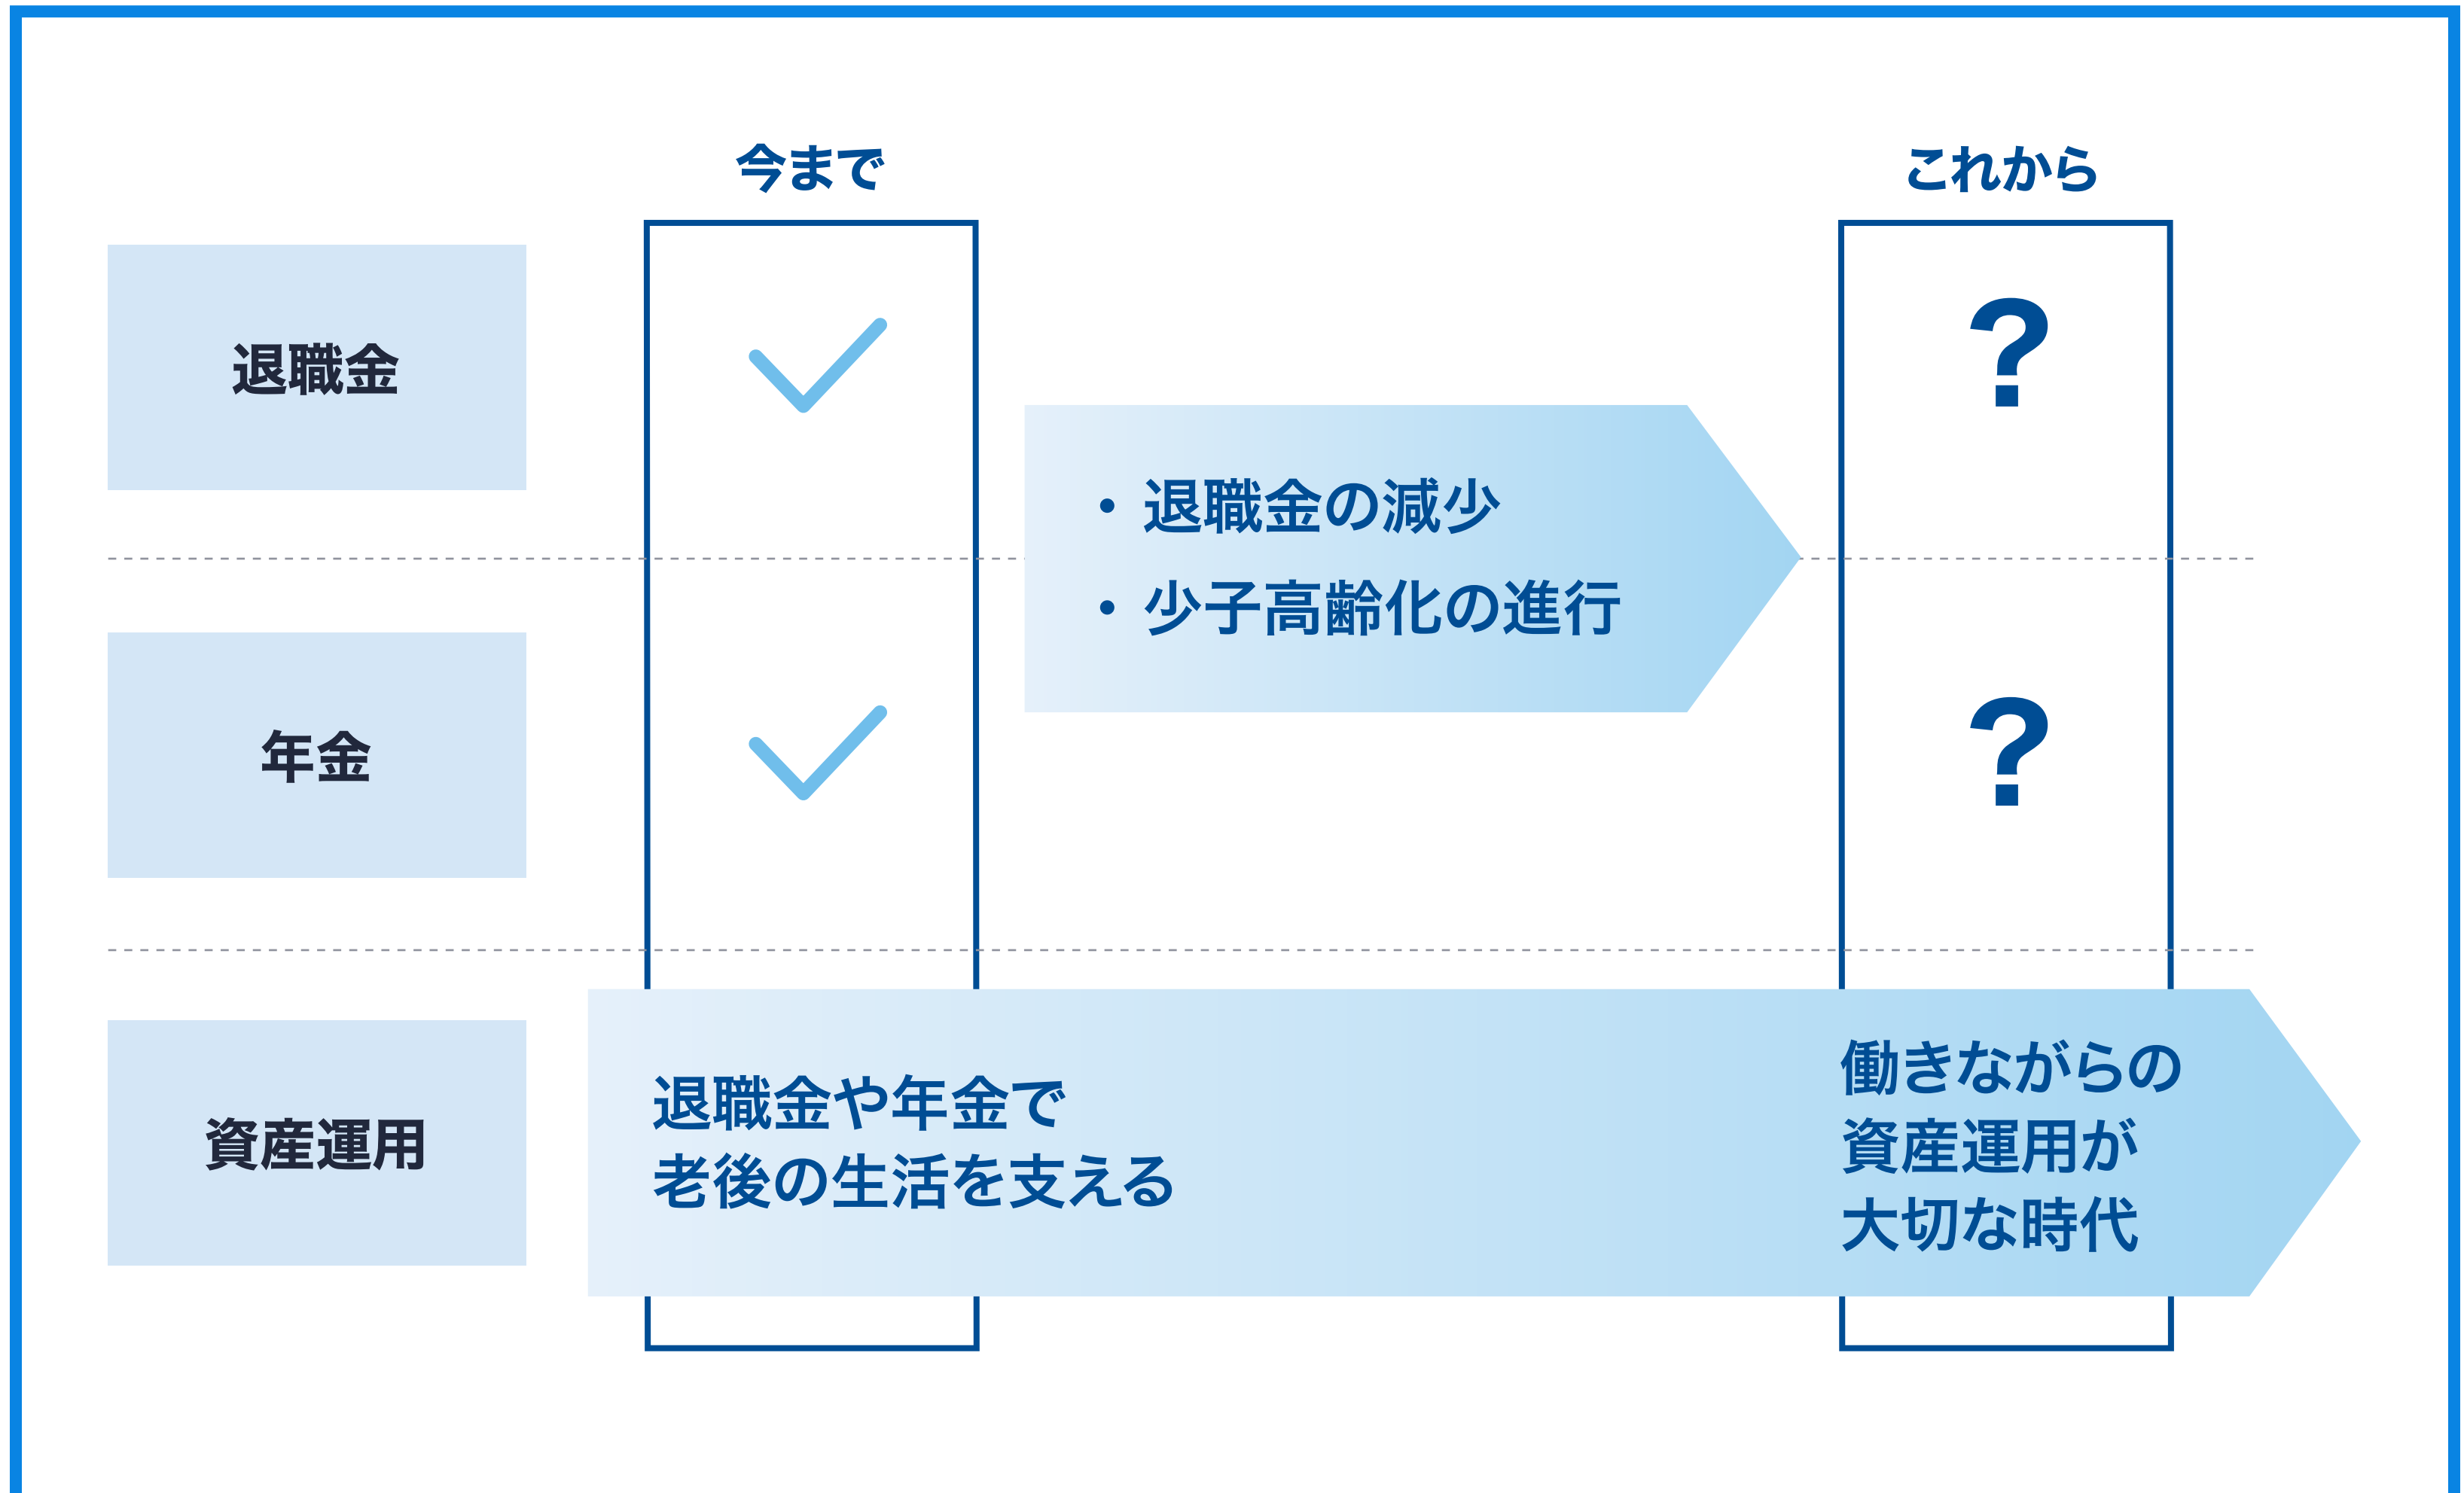 今まで
これから
退職金
?
• 退職金の減少
• 少子高齢化の進行
年金
?
資産運用
退職金や年金で
老後の生活を支える
働きながらの
資産運用が
大切な時代